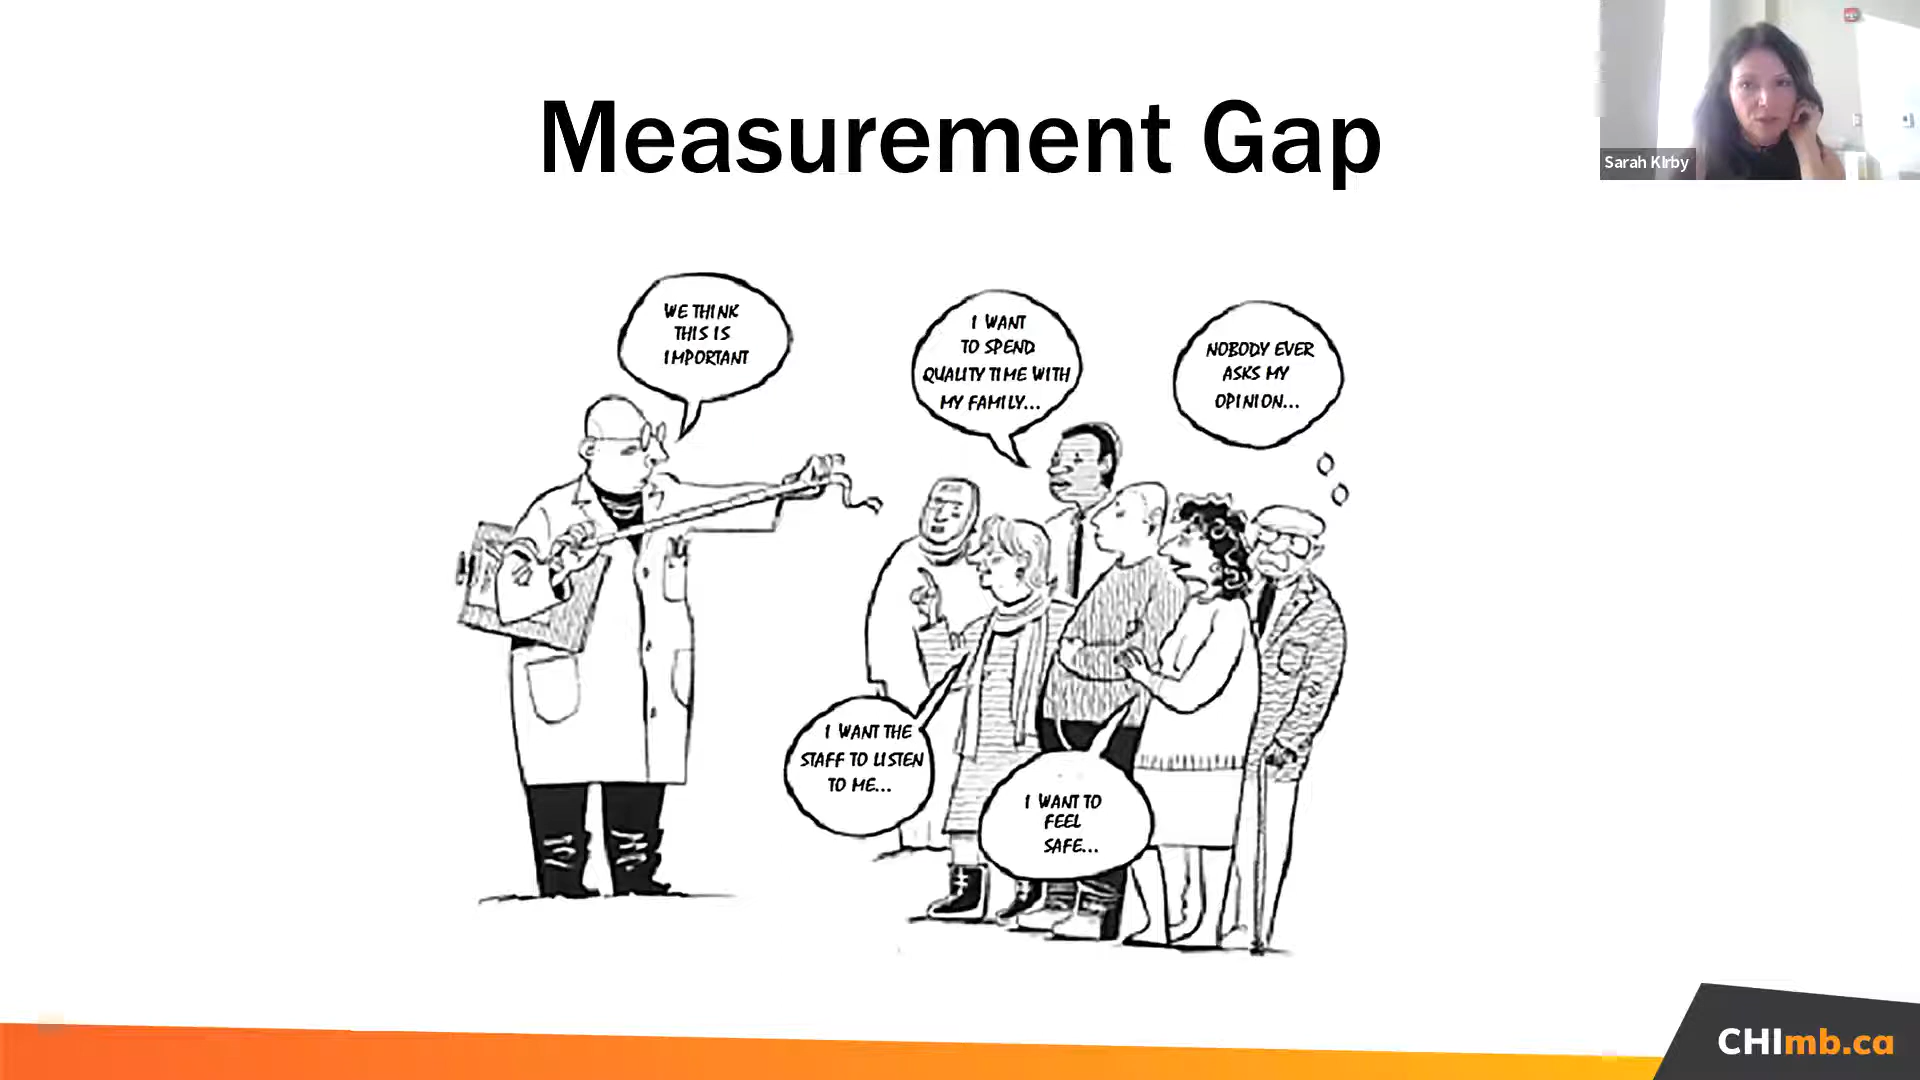 Measurement Gap
Sarah KIrby
WE THINK
THIS IS
IMPORTANT
I WANT
TO SPEND
QUALITY TIME WITH
MY FAMILY...
NOBODY EVER
ASKS MY
OPINION...
I WANT THE
STAFF TO LISTEN
TO ME...
I WANT TO
FEEL
SAFE...
CHImb.ca